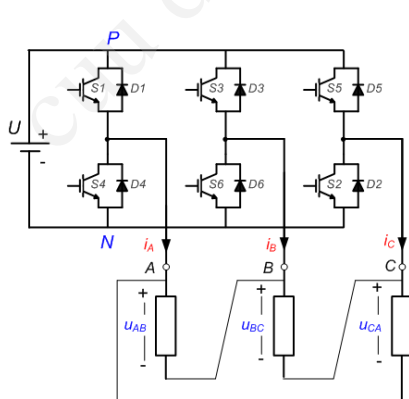 P
S1 D1 S3 D3 S5 D5
U + -
S4 D4 S6 D6 S2 D2
N iA iB iC
A B C
+ + +
uAB uBC uCA
- - -